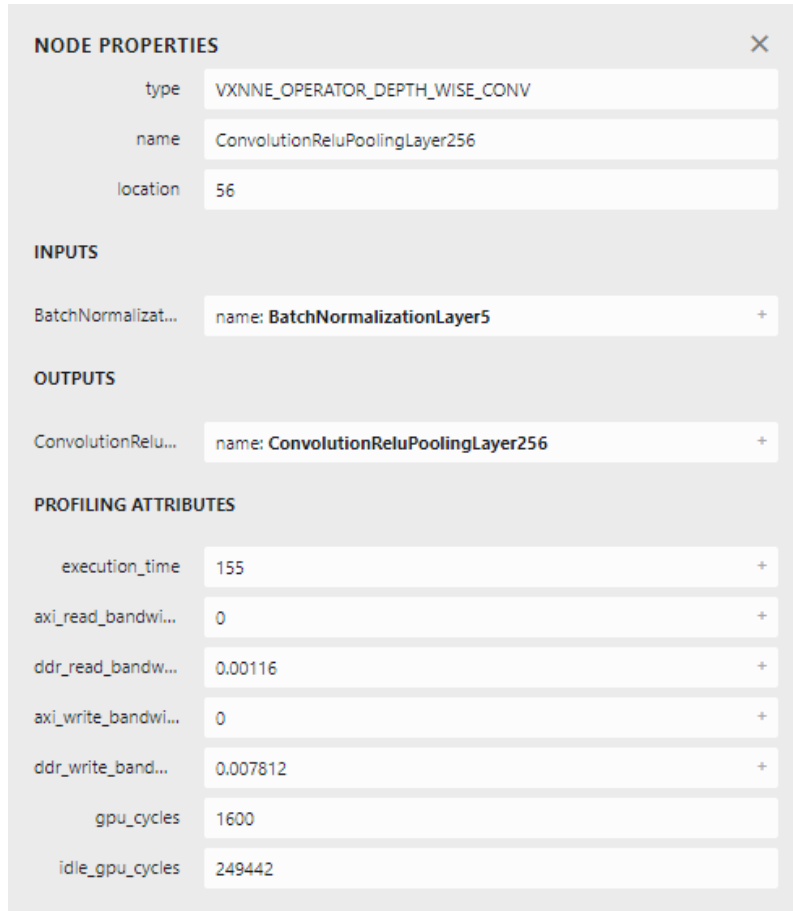 NODE PROPERTIES ×
type VXNNE_OPERATOR_DEPTH_WISE_CONV
name ConvolutionReluPoolingLayer256
location 56
INPUTS
BatchNormalizat... name: BatchNormalizationLayer5 +
OUTPUTS
ConvolutionRelu... name: ConvolutionReluPoolingLayer256 +
PROFILING ATTRIBUTES
execution_time 155 +
axi_read_bandwi... 0 +
ddr_read_bandw... 0.00116 +
axi_write_bandwi... 0 +
ddr_write_band... 0.007812 +
gpu_cycles 1600
idle_gpu_cycles 249442